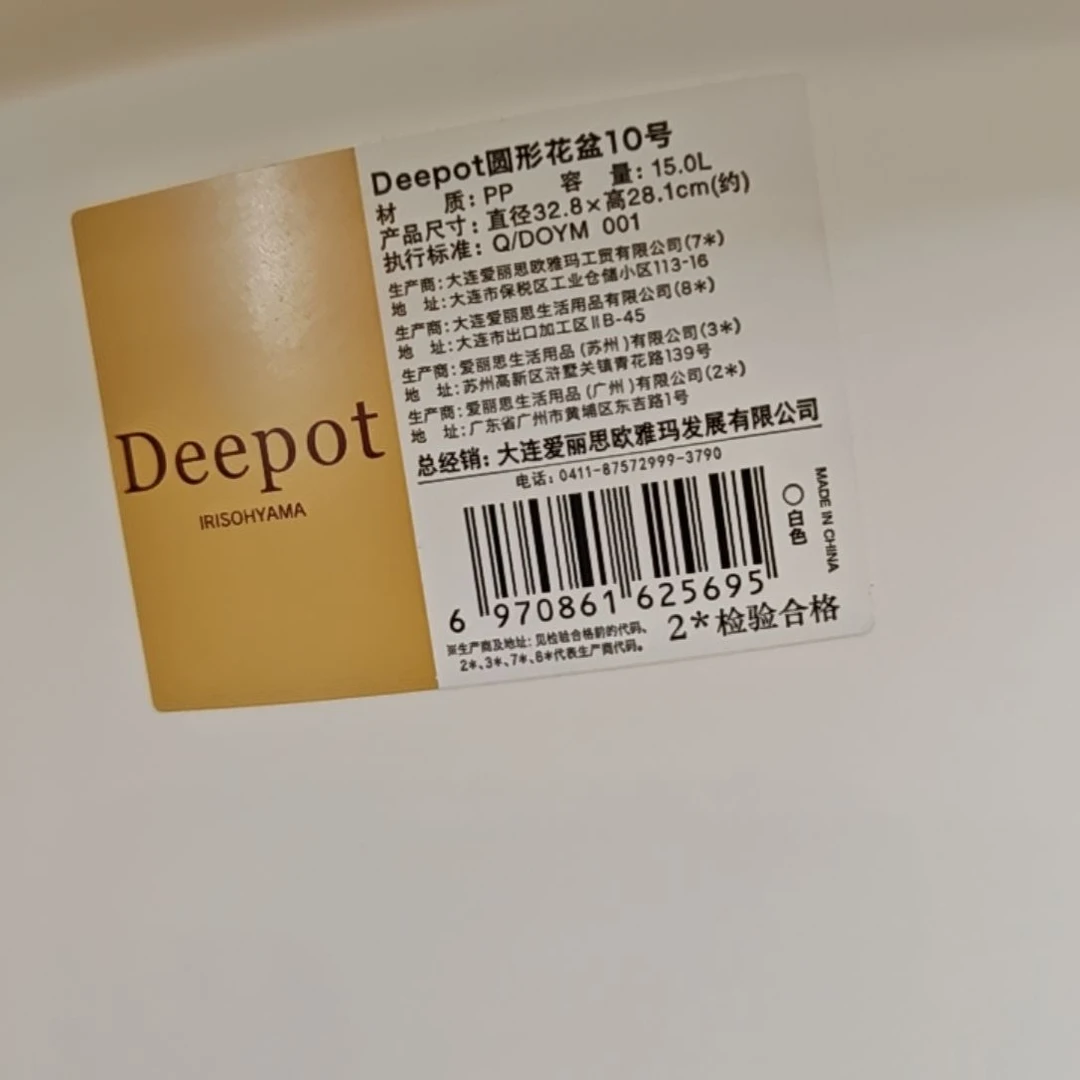 Deepot
IRISOHYAMA
Deepot圆形花盆10号
材 质: PP 容 量: 15.0L
产品尺寸: 直径32.8×高28.1cm(约)
执行标准: Q/DOYM 001
生产商: 大连爱丽思欧雅玛工贸有限公司(7*)
地 址: 大连市保税区工业仓储小区113-16
生产商: 大连爱丽思生活用品有限公司(8*)
地 址: 大连市出口加工区ⅡB-45
生产商: 爱丽思生活用品(苏州)有限公司(3*)
地 址: 苏州高新区浒墅关镇青花路139号
生产商: 爱丽思生活用品(广州)有限公司(2*)
地 址: 广东省广州市黄埔区东吉路1号
总经销: 大连爱丽思欧雅玛发展有限公司
电话: 0411-87572999-3790
6 970861 625695
○白色
MADE IN CHINA
※生产商及地址: 见检验合格前的代码、
2*、3*、7*、8*代表生产商代码。
2*检验合格